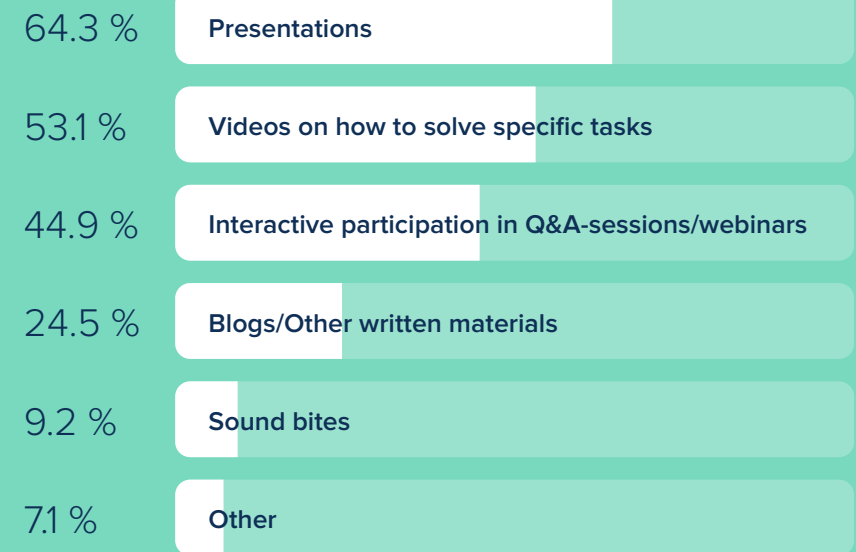 64.3 % Presentations
53.1 % Videos on how to solve specific tasks
44.9 % Interactive participation in Q&A-sessions/webinars
24.5 % Blogs/Other written materials
9.2 % Sound bites
7.1 % Other